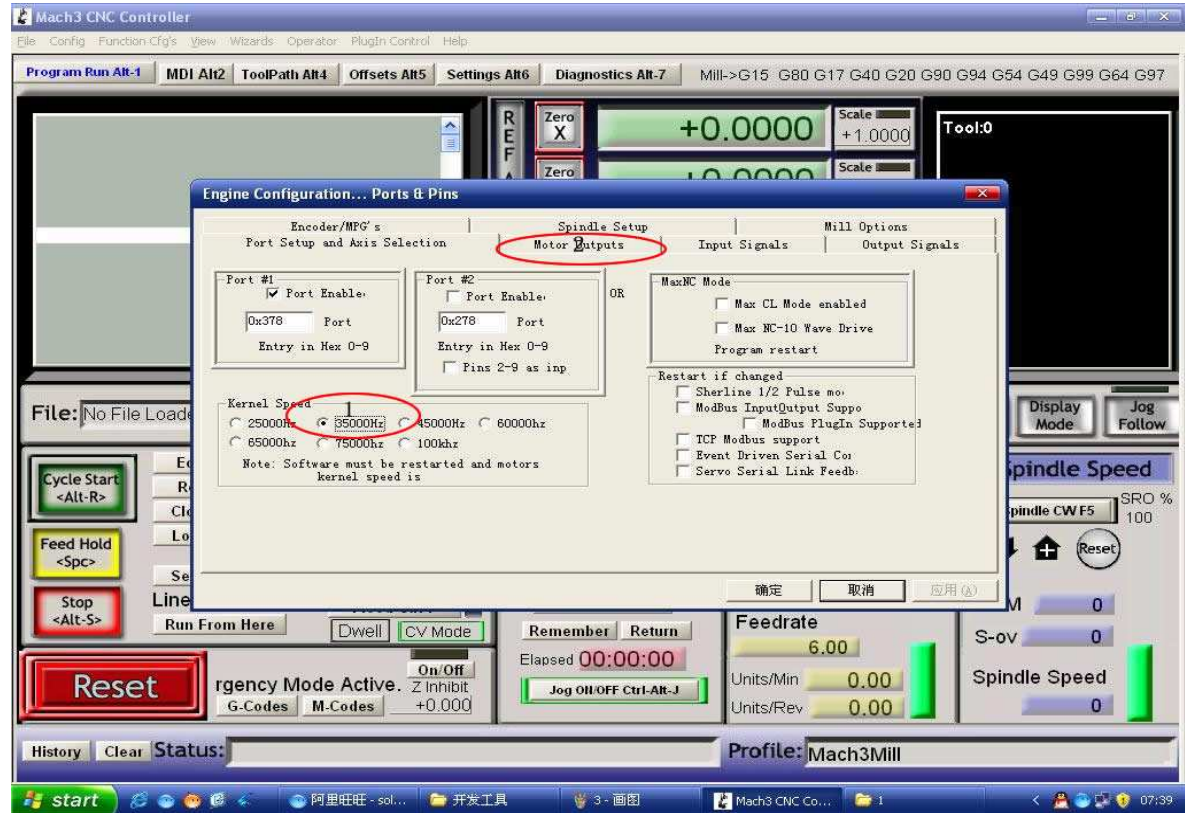 Mach3 CNC Controller
File Config Function Cfg's View Wizards Operator PlugIn Control Help
Program Run Alt-1 MDI Alt2 ToolPath Alt4 Offsets Alt5 Settings Alt6 Diagnostics Alt-7 Mill->G15 G80 G17 G40 G20 G90 G94 G54 G49 G99 G64 G97
R
E
F
Zero
X
+0.0000
Scale
+1.0000
Tool:0
Zero
Scale
Engine Configuration... Ports & Pins
Encoder/MPG's Spindle Setup Mill Options
Port Setup and Axis Selection Motor Outputs Input Signals Output Signals
2
Port #1
Port Enable
0x378 Port
Entry in Hex 0-9
Port #2
Port Enable
0x278 Port
Entry in Hex 0-9
Pins 2-9 as inp
OR
MaxNC Mode
Max CL Mode enabled
Max NC-10 Wave Drive
Program restart
Restart if changed
Sherline 1/2 Pulse mo
ModBus InputOutput Suppo
ModBus PlugIn Supported
TCP Modbus support
Event Driven Serial Co
Servo Serial Link Feedb
Kernel Speed
1
25000Hz 35000Hz 45000Hz 60000hz
65000hz 75000hz 100khz
Note: Software must be restarted and motors
kernel speed is
确定 取消 应用(A)
File: No File Loade
Display
Mode
Jog
Follow
Cycle Start
<Alt-R>
Feed Hold
<Spc>
Stop
<Alt-S>
Ed
Re
Clo
Lo
Se
Line
Run From Here
Dwell CV Mode
Remember Return
Elapsed 00:00:00
Jog ON/OFF Ctrl-Alt-J
Feedrate
6.00
Units/Min 0.00
Units/Rev 0.00
Spindle Speed
Spindle CW F5
SRO %
100
Reset
M 0
S-ov 0
Spindle Speed
0
Reset
rgency Mode Active.
On/Off
Z Inhibit
+0.000
G-Codes M-Codes
History Clear Status:
Profile: Mach3Mill
start
阿里旺旺 - sol...
开发工具
3 - 画图
Mach3 CNC Co...
1
07:39